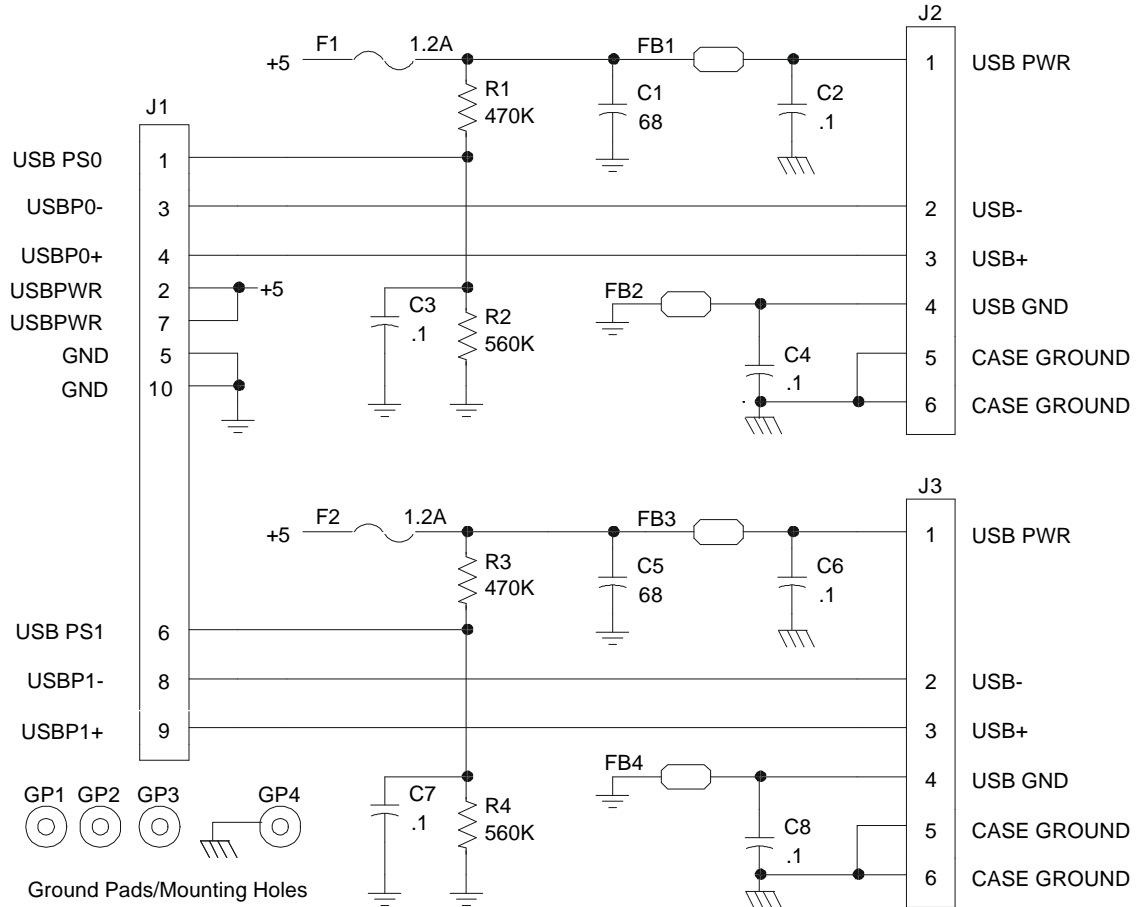 J2
F1 1.2A FB1
+5 1 USB PWR
R1 C1 C2
470K 68 .1
J1
USB PS0 1
USBP0- 3 2 USB-
USBP0+ 4 3 USB+
USBPWR 2 +5 FB2 4 USB GND
C3 R2
USBPWR 7 .1 560K
GND 5 C4 5 CASE GROUND
GND 10 .1
6 CASE GROUND
J3
F2 1.2A FB3
+5 1 USB PWR
R3 C5 C6
470K 68 .1
USB PS1 6
USBP1- 8 2 USB-
USBP1+ 9 3 USB+
FB4 4 USB GND
GP1 GP2 GP3 GP4 C7 R4
.1 560K C8 5 CASE GROUND
.1
6 CASE GROUND
Ground Pads/Mounting Holes